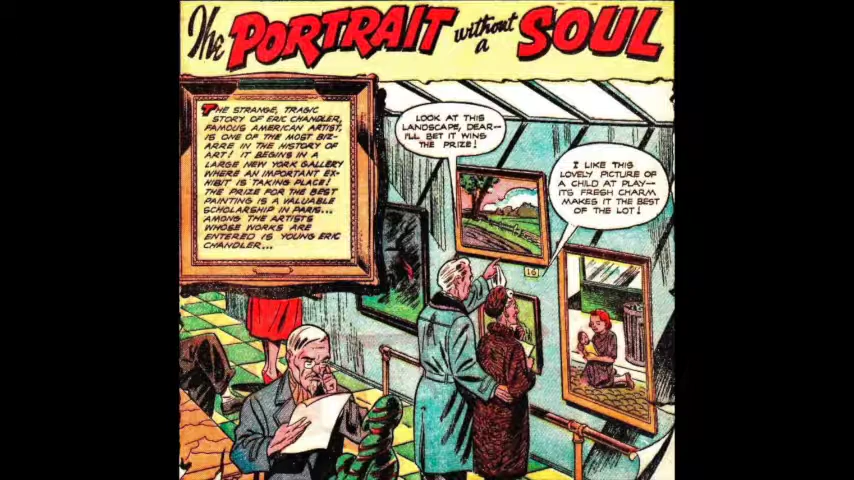 The PORTRAIT without a SOUL
THE STRANGE, TRAGIC
STORY OF ERIC CHANDLER,
FAMOUS AMERICAN ARTIST,
IS ONE OF THE MOST BIZ-
ARRE IN THE HISTORY OF
ART! IT BEGINS IN A
LARGE NEW YORK GALLERY
WHERE AN IMPORTANT EX-
HIBIT IS TAKING PLACE!
THE PRIZE FOR THE BEST
PAINTING IS A VALUABLE
SCHOLARSHIP IN PARIS...
AMONG THE ARTISTS
WHOSE WORKS ARE
ENTERED IS YOUNG ERIC
CHANDLER...
LOOK AT THIS
LANDSCAPE, DEAR--
I'LL BET IT WINS
THE PRIZE!
I LIKE THIS
LOVELY PICTURE OF
A CHILD AT PLAY--
ITS FRESH CHARM
MAKES IT THE BEST
OF THE LOT!
16